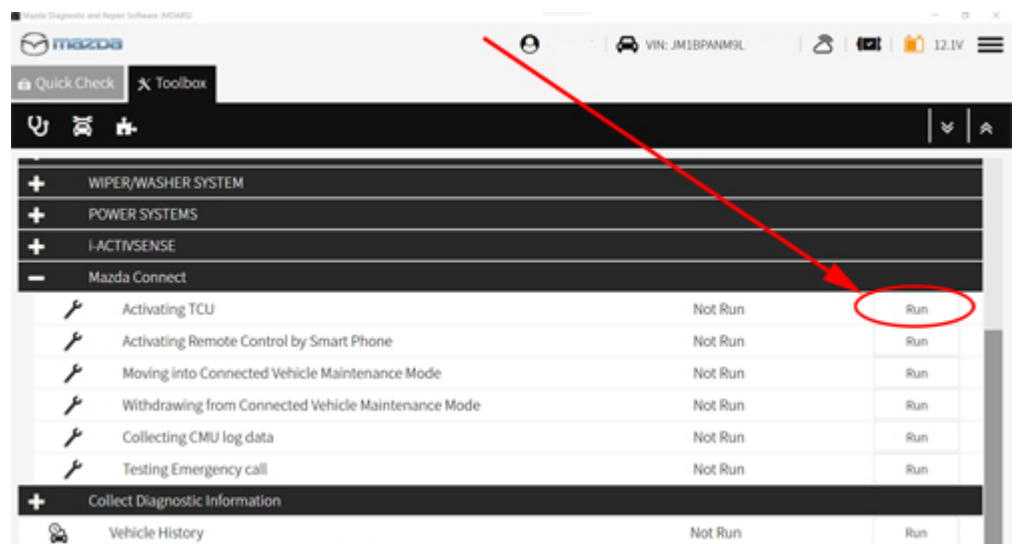 Mazda Diagnostic and Repair Software (MDARS)
mazda VIN: JM1BPANM9L 12.1V
Quick Check Toolbox
WIPER/WASHER SYSTEM
POWER SYSTEMS
i-ACTIVSENSE
Mazda Connect
Activating TCU Not Run Run
Activating Remote Control by Smart Phone Not Run Run
Moving into Connected Vehicle Maintenance Mode Not Run Run
Withdrawing from Connected Vehicle Maintenance Mode Not Run Run
Collecting CMU log data Not Run Run
Testing Emergency call Not Run Run
Collect Diagnostic Information
Vehicle History Not Run Run